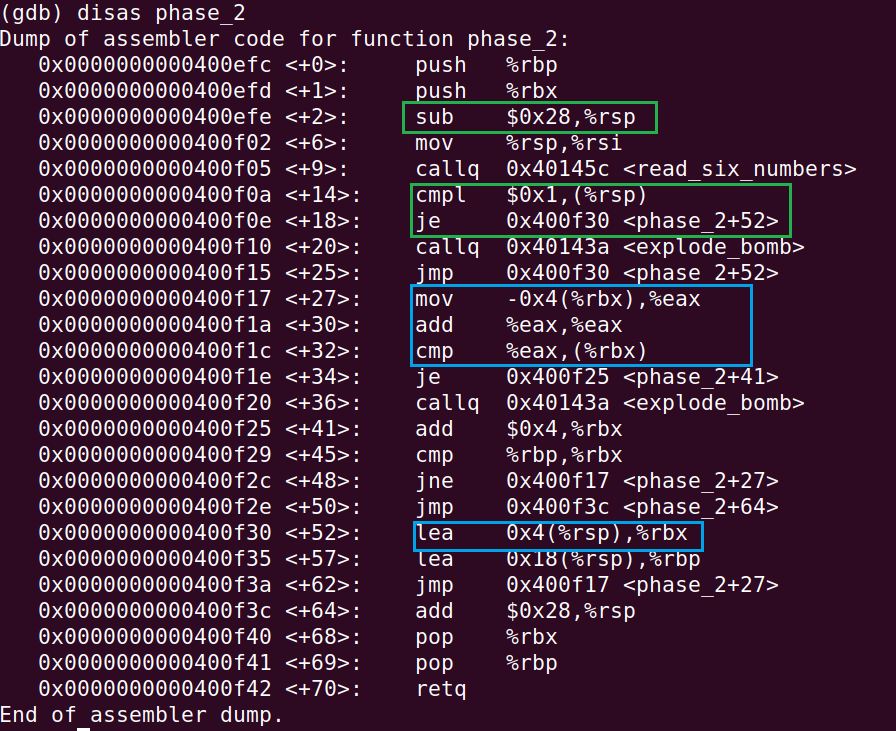 (gdb) disas phase_2
Dump of assembler code for function phase_2:
   0x0000000000400efc <+0>:     push   %rbp
   0x0000000000400efd <+1>:     push   %rbx
   0x0000000000400efe <+2>:     sub    $0x28,%rsp
   0x0000000000400f02 <+6>:     mov    %rsp,%rsi
   0x0000000000400f05 <+9>:     callq  0x40145c <read_six_numbers>
   0x0000000000400f0a <+14>:    cmpl   $0x1,(%rsp)
   0x0000000000400f0e <+18>:    je     0x400f30 <phase_2+52>
   0x0000000000400f10 <+20>:    callq  0x40143a <explode_bomb>
   0x0000000000400f15 <+25>:    jmp    0x400f30 <phase_2+52>
   0x0000000000400f17 <+27>:    mov    -0x4(%rbx),%eax
   0x0000000000400f1a <+30>:    add    %eax,%eax
   0x0000000000400f1c <+32>:    cmp    %eax,(%rbx)
   0x0000000000400f1e <+34>:    je     0x400f25 <phase_2+41>
   0x0000000000400f20 <+36>:    callq  0x40143a <explode_bomb>
   0x0000000000400f25 <+41>:    add    $0x4,%rbx
   0x0000000000400f29 <+45>:    cmp    %rbp,%rbx
   0x0000000000400f2c <+48>:    jne    0x400f17 <phase_2+27>
   0x0000000000400f2e <+50>:    jmp    0x400f3c <phase_2+64>
   0x0000000000400f30 <+52>:    lea    0x4(%rsp),%rbx
   0x0000000000400f35 <+57>:    lea    0x18(%rsp),%rbp
   0x0000000000400f3a <+62>:    jmp    0x400f17 <phase_2+27>
   0x0000000000400f3c <+64>:    add    $0x28,%rsp
   0x0000000000400f40 <+68>:    pop    %rbx
   0x0000000000400f41 <+69>:    pop    %rbp
   0x0000000000400f42 <+70>:    retq
End of assembler dump.